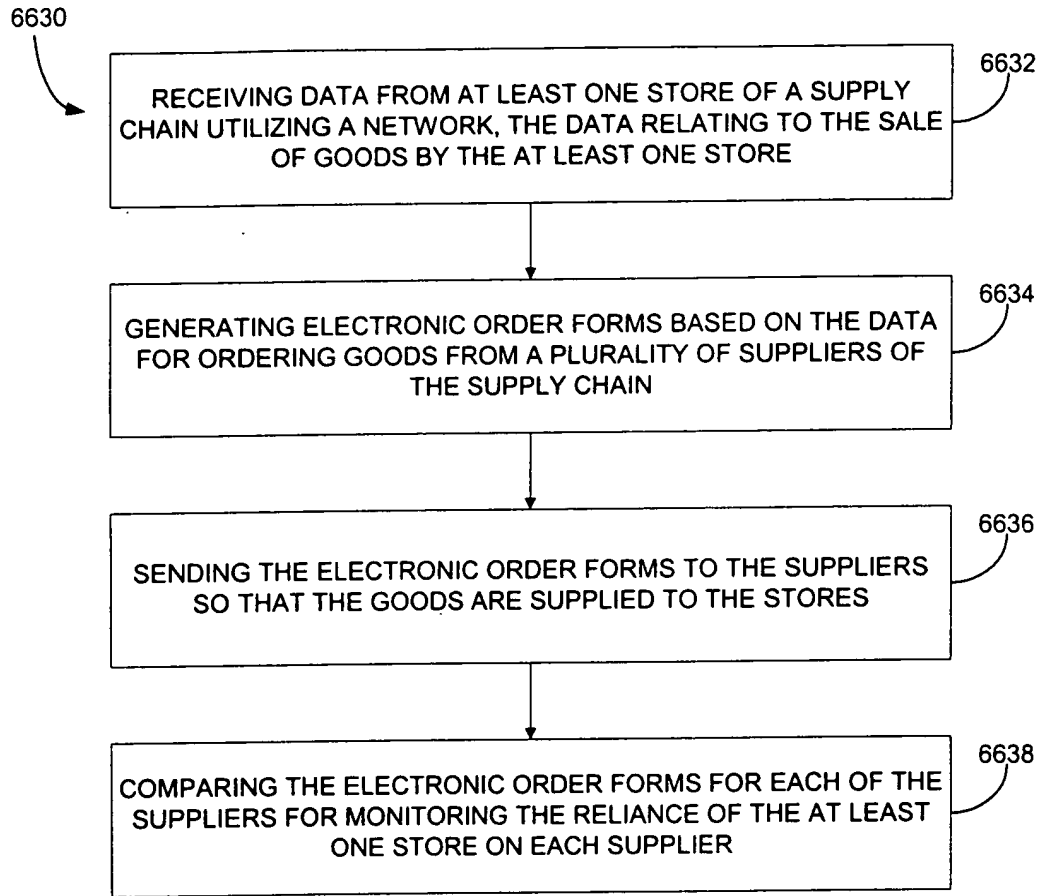 6630
6632
RECEIVING DATA FROM AT LEAST ONE STORE OF A SUPPLY
CHAIN UTILIZING A NETWORK, THE DATA RELATING TO THE SALE
OF GOODS BY THE AT LEAST ONE STORE
6634
GENERATING ELECTRONIC ORDER FORMS BASED ON THE DATA
FOR ORDERING GOODS FROM A PLURALITY OF SUPPLIERS OF
THE SUPPLY CHAIN
6636
SENDING THE ELECTRONIC ORDER FORMS TO THE SUPPLIERS
SO THAT THE GOODS ARE SUPPLIED TO THE STORES
6638
COMPARING THE ELECTRONIC ORDER FORMS FOR EACH OF THE
SUPPLIERS FOR MONITORING THE RELIANCE OF THE AT LEAST
ONE STORE ON EACH SUPPLIER